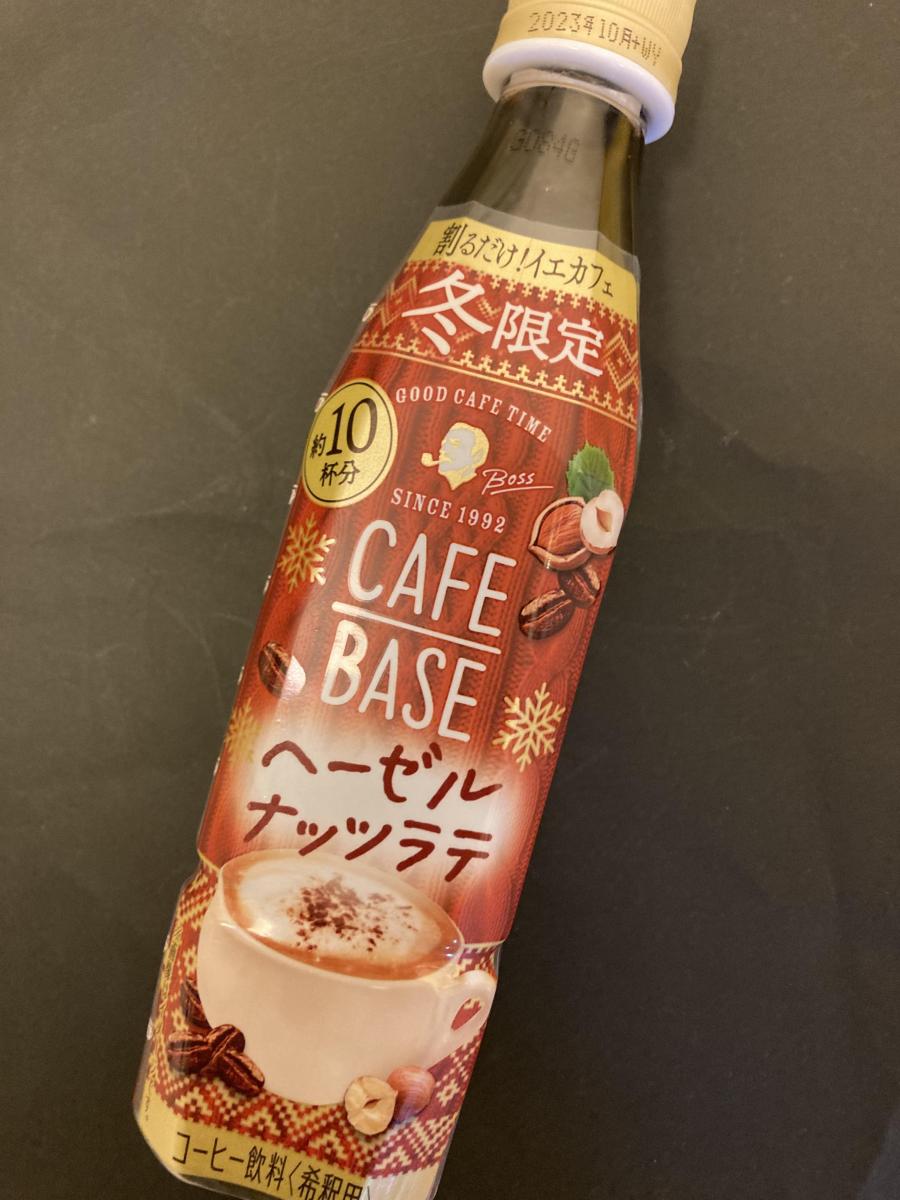 2023年10月+WY
割るだけ!イエカフェ
冬限定
約10
杯分
GOOD CAFE TIME
Boss
SINCE 1992
CAFE
BASE
ヘーゼル
ナッツラテ
コーヒー飲料〈希釈用〉